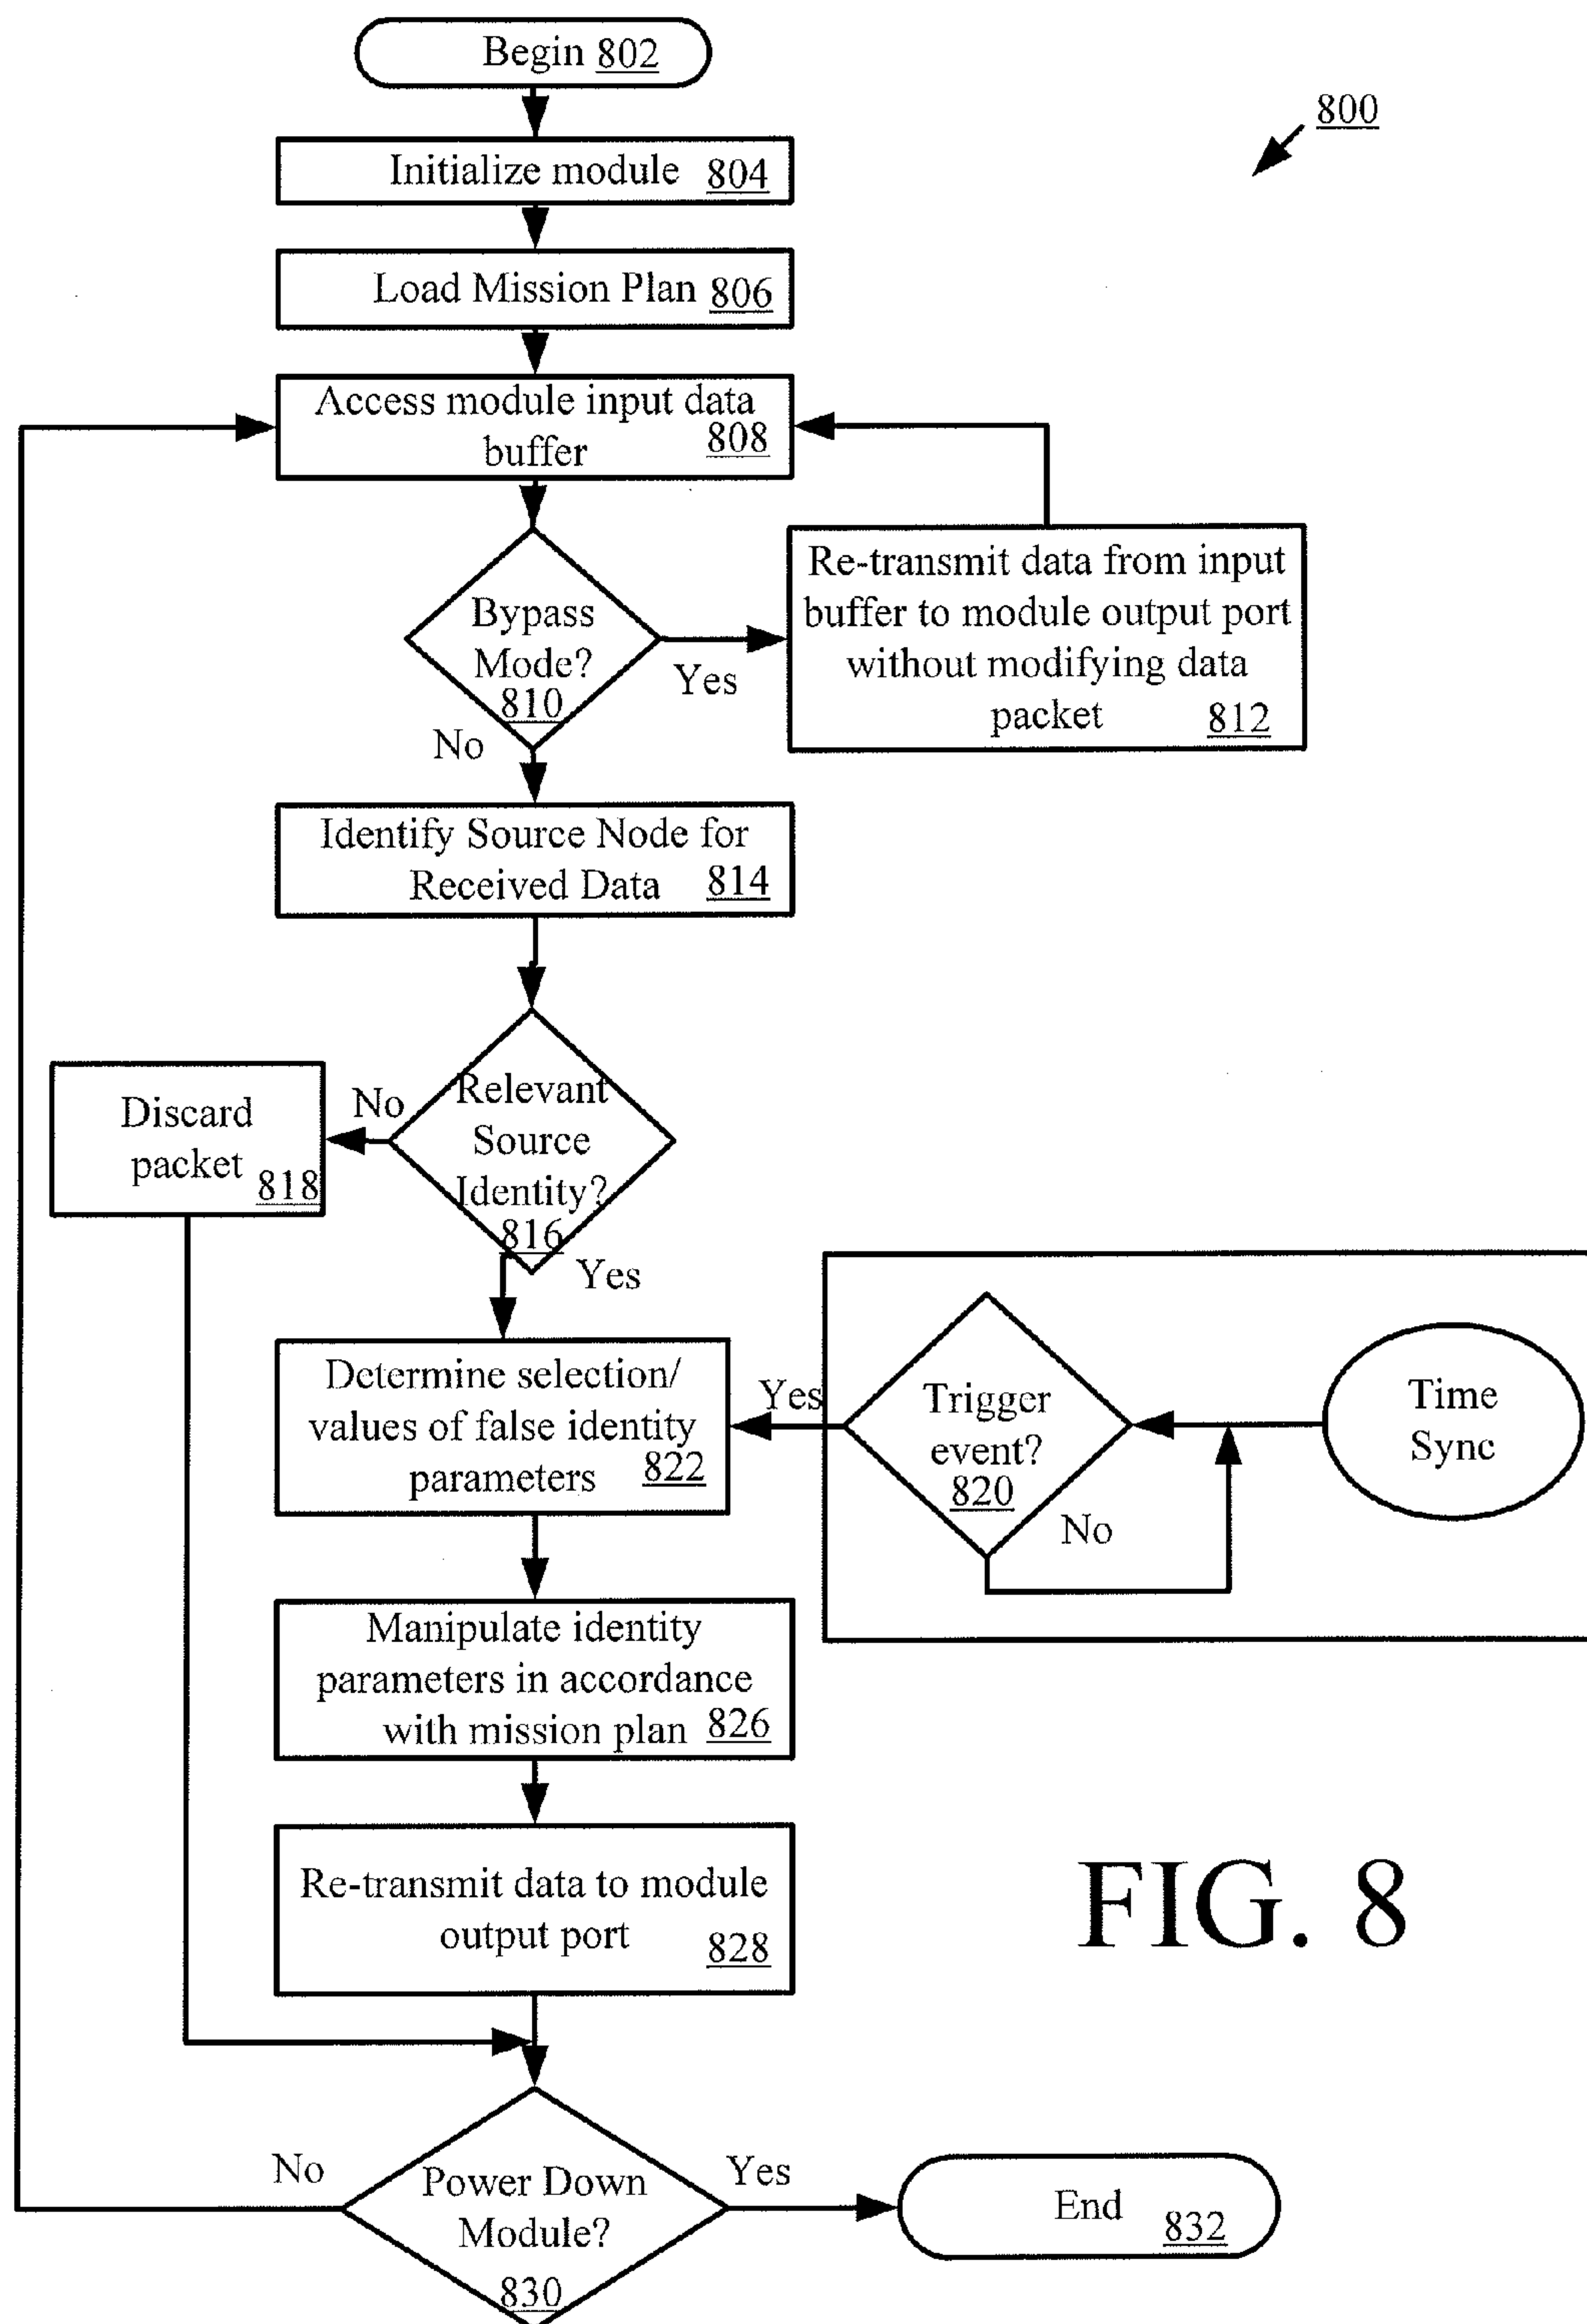 Begin 802
800
Initialize module 804
Load Mission Plan 806
Access module input data
buffer 808
Bypass
Mode?
810
Yes
No
Re-transmit data from input
buffer to module output port
without modifying data
packet 812
Identify Source Node for
Received Data 814
Relevant
Source
Identity?
816
No
Yes
Discard
packet
818
Determine selection/
values of false identity
parameters 822
Yes
Trigger
event?
820
No
Time
Sync
Manipulate identity
parameters in accordance
with mission plan 826
Re-transmit data to module
output port 828
FIG. 8
No
Power Down
Module?
830
Yes
End 832